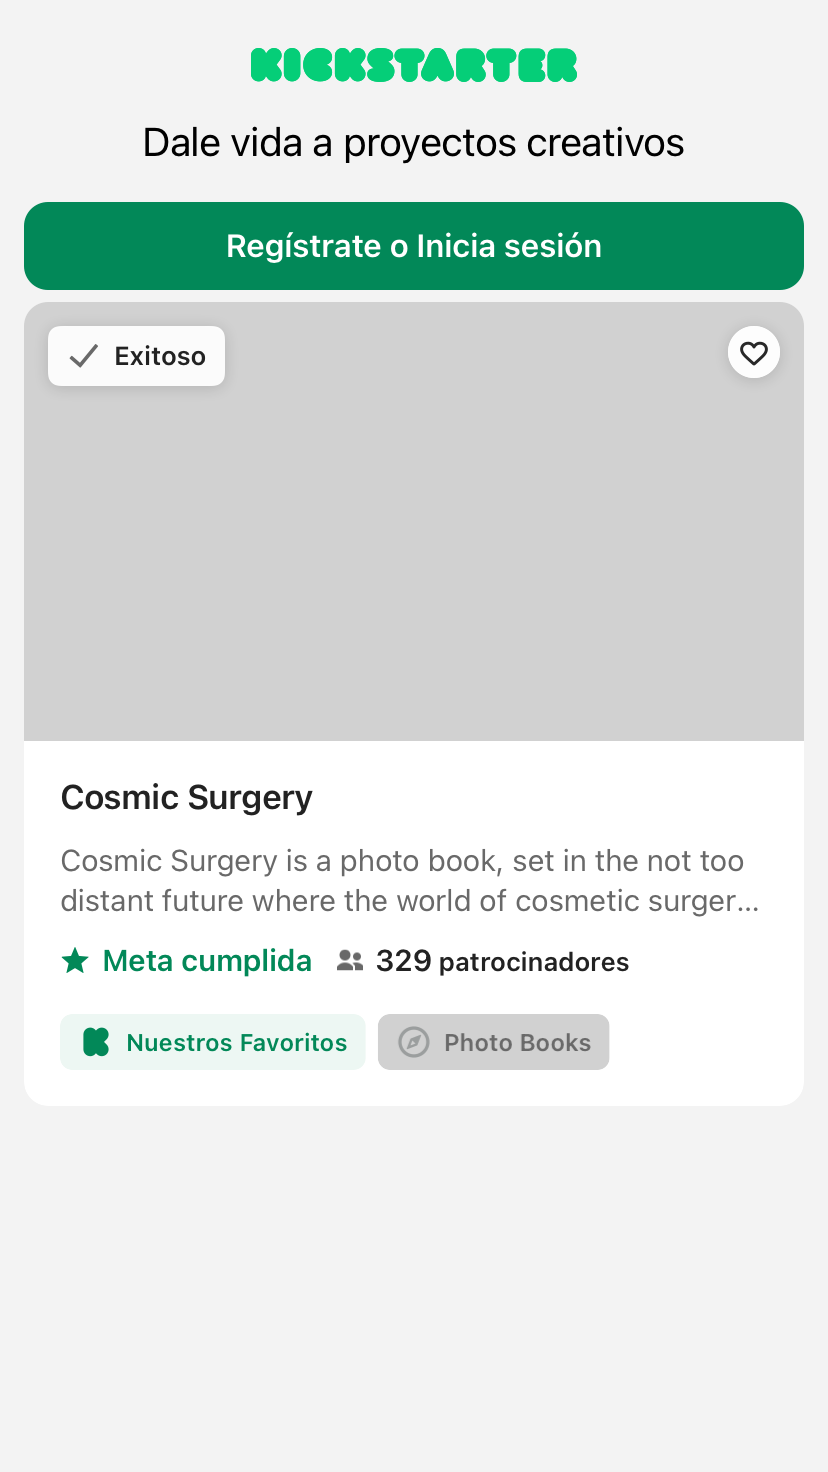 KICKSTARTER
Dale vida a proyectos creativos
Regístrate o Inicia sesión
Exitoso
Cosmic Surgery
Cosmic Surgery is a photo book, set in the not too
distant future where the world of cosmetic surger...
Meta cumplida 329 patrocinadores
Nuestros Favoritos Photo Books